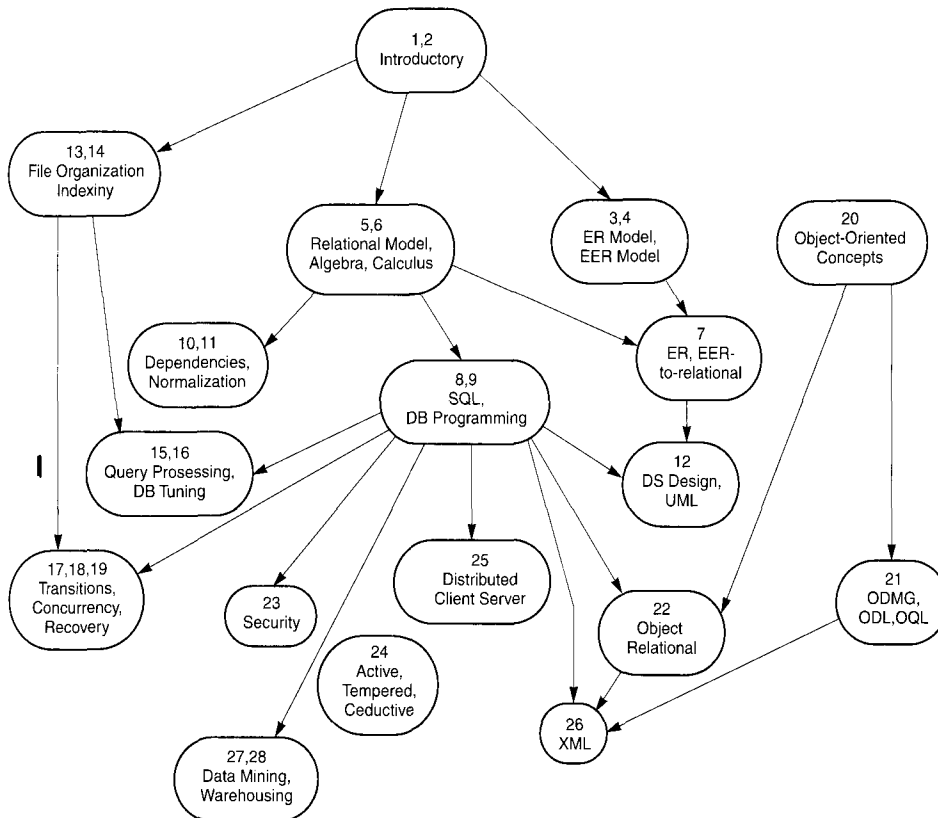 1,2
Introductory
13,14
File Organization
Indexiny
5,6
Relational Model,
Algebra, Calculus
3,4
ER Model,
EER Model
20
Object-Oriented
Concepts
10,11
Dependencies,
Normalization
7
ER, EER-
to-relational
8,9
SQL,
DB Programming
15,16
Query Prosessing,
DB Tuning
12
DS Design,
UML
17,18,19
Transitions,
Concurrency,
Recovery
23
Security
25
Distributed
Client Server
22
Object
Relational
21
ODMG,
ODL,OQL
24
Active,
Tempered,
Ceductive
26
XML
27,28
Data Mining,
Warehousing